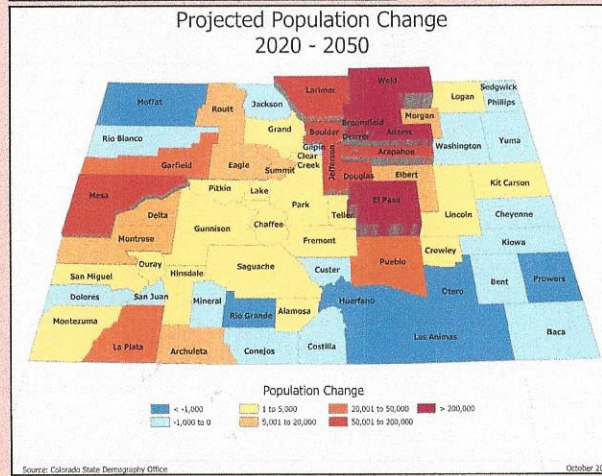 Projected Population Change
2020 - 2050
Moffat
Routt
Jackson
Larimer
Weld
Logan
Sedgwick
Phillips
Morgan
Grand
Rio Blanco
Boulder
Broomfield
Denver
Adams
Washington
Yuma
Gilpin
Clear
Creek
Jefferson
Arapahoe
Garfield
Eagle
Summit
Douglas
Elbert
Kit Carson
Mesa
Pitkin
Lake
Park
El Paso
Delta
Gunnison
Chaffee
Teller
Lincoln
Cheyenne
Montrose
Fremont
Kiowa
Ouray
Crowley
San Miguel
Hinsdale
Saguache
Custer
Pueblo
Dolores
San Juan
Mineral
Rio Grande
Alamosa
Huerfano
Otero
Bent
Prowers
Montezuma
La Plata
Archuleta
Conejos
Costilla
Las Animas
Baca
Population Change
< -1,000
1 to 5,000
20,001 to 50,000
> 200,000
-1,000 to 0
5,001 to 20,000
50,001 to 200,000
Source: Colorado State Demography Office
October 20